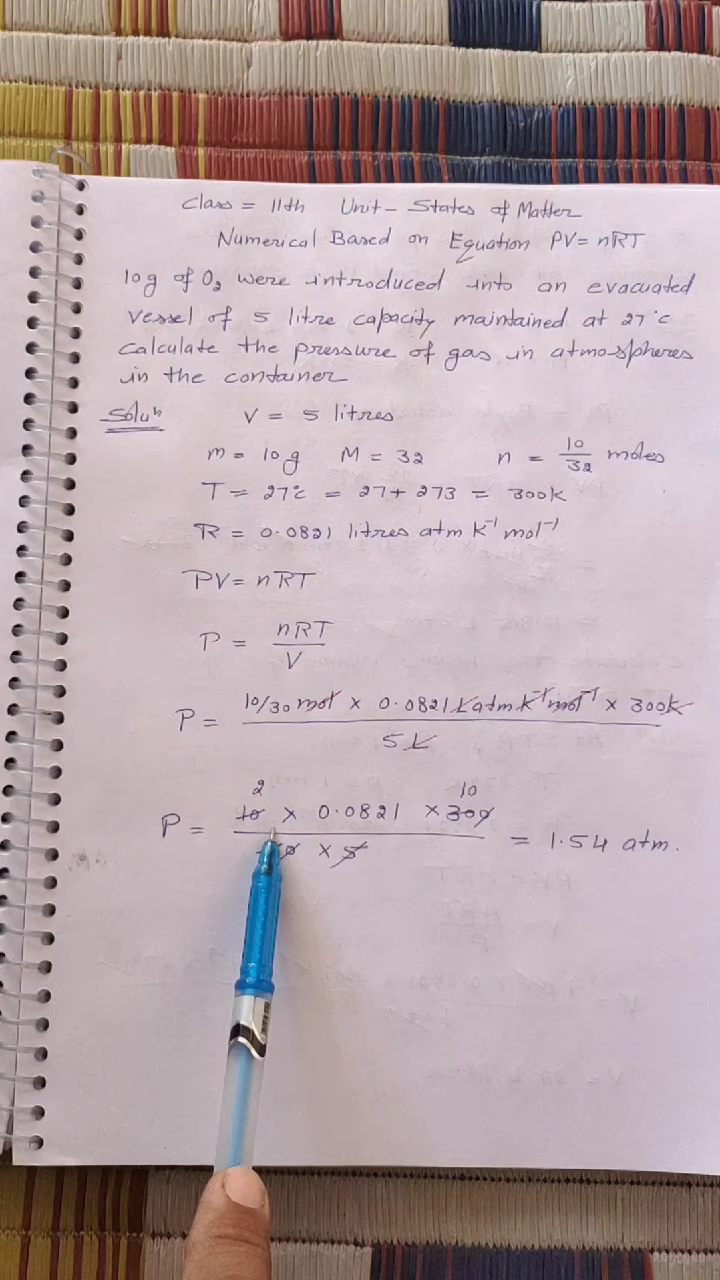 Class = 11th Unit - States of Matter
Numerical Based on Equation PV = nRT
10g of O₂ were introduced into an evacuated
vessel of 5 litre capacity maintained at 27°C
calculate the pressure of gas in atmospheres
in the container
Solun V = 5 litres
m = 10g M = 32 n = 10/32 moles
T = 27°C = 27 + 273 = 300K
R = 0.0821 litres atm K⁻¹ mol⁻¹
PV = nRT
P = nRT/V
P = 10/30 mol × 0.0821 L atm K⁻¹ mol⁻¹ × 300K / 5 L
2 10
P = 10 × 0.0821 × 300 / × 5 = 1.54 atm.